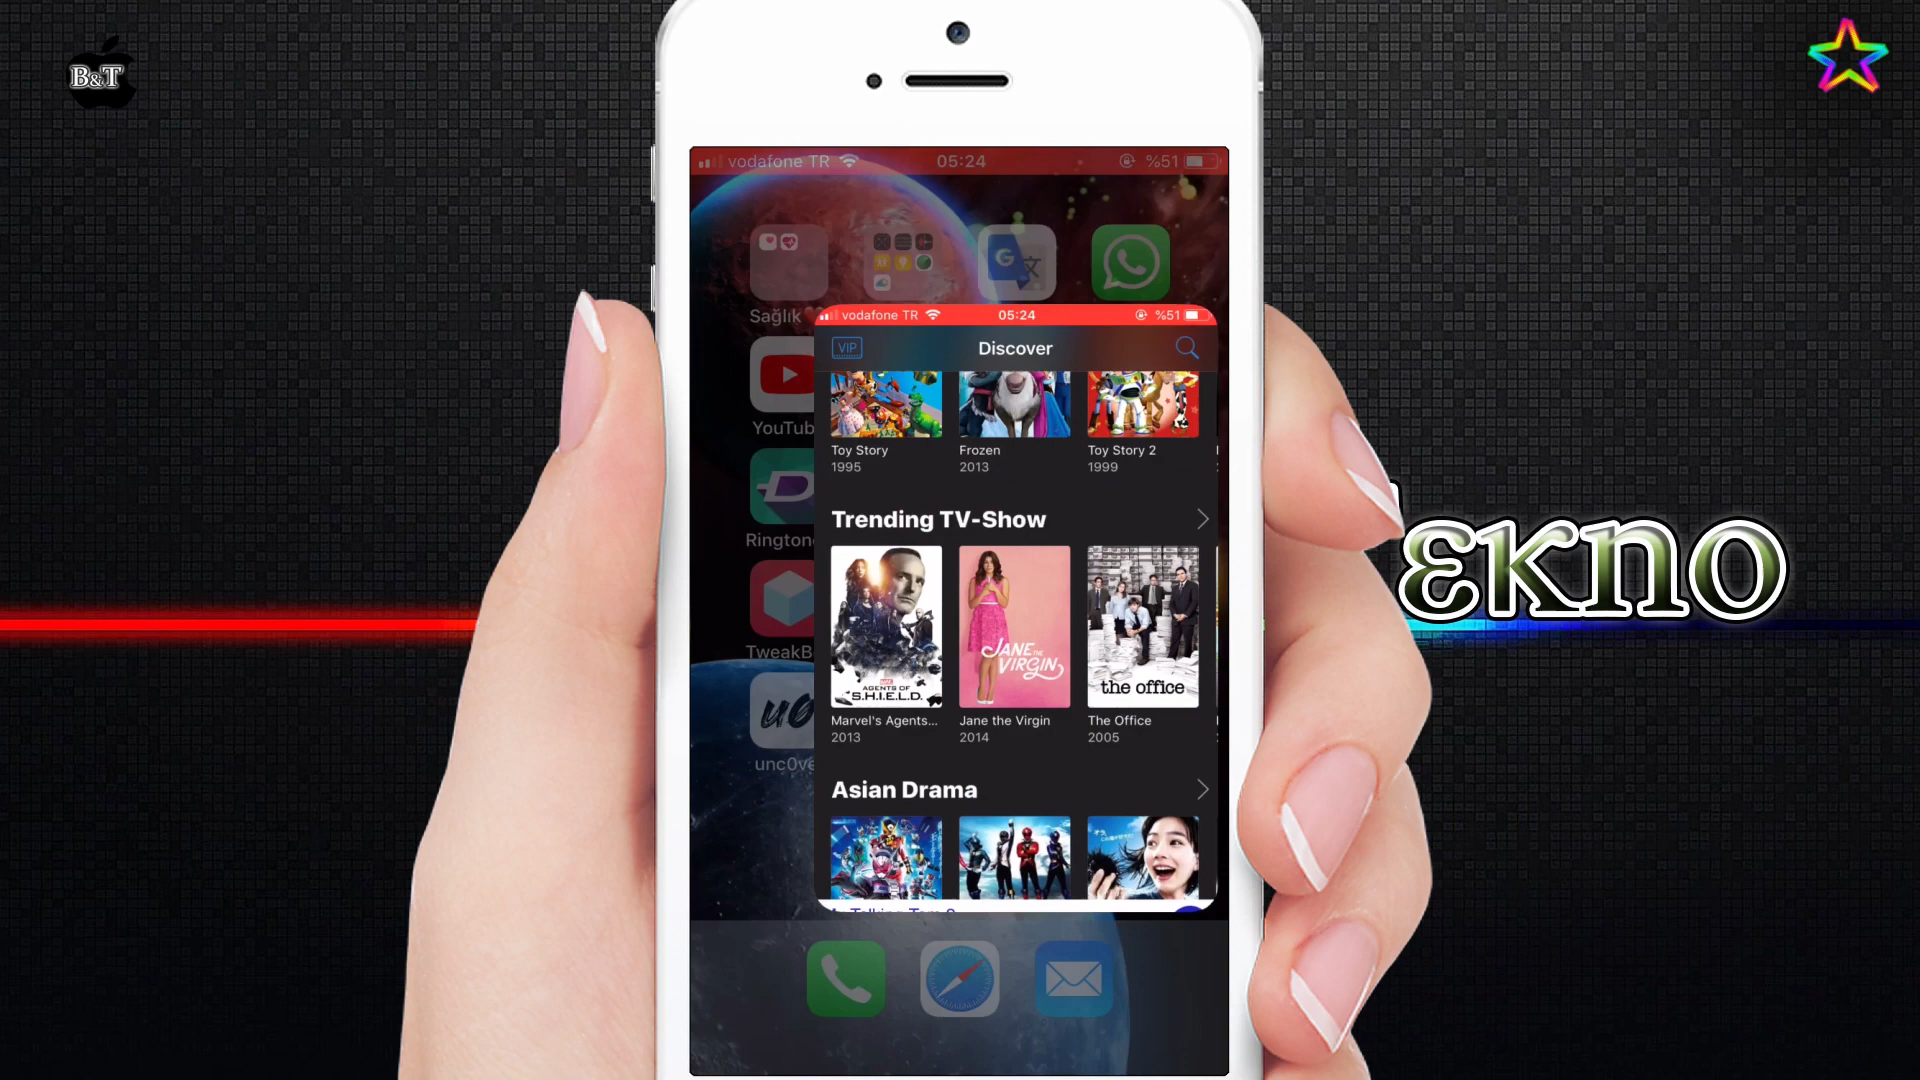 B&T
vodafone TR 05:24 %51
Sağlık
vodafone TR 05:24 %51
VIP Discover
YouTub
Toy Story Frozen Toy Story 2
1995 2013 1999
Trending TV-Show
Rington
AGENTS OF S.H.I.E.L.D.
JANE THE VIRGIN
the office
TweakB
Marvel's Agents... Jane the Virgin The Office
2013 2014 2005
unc0ve
Asian Drama
εκnο